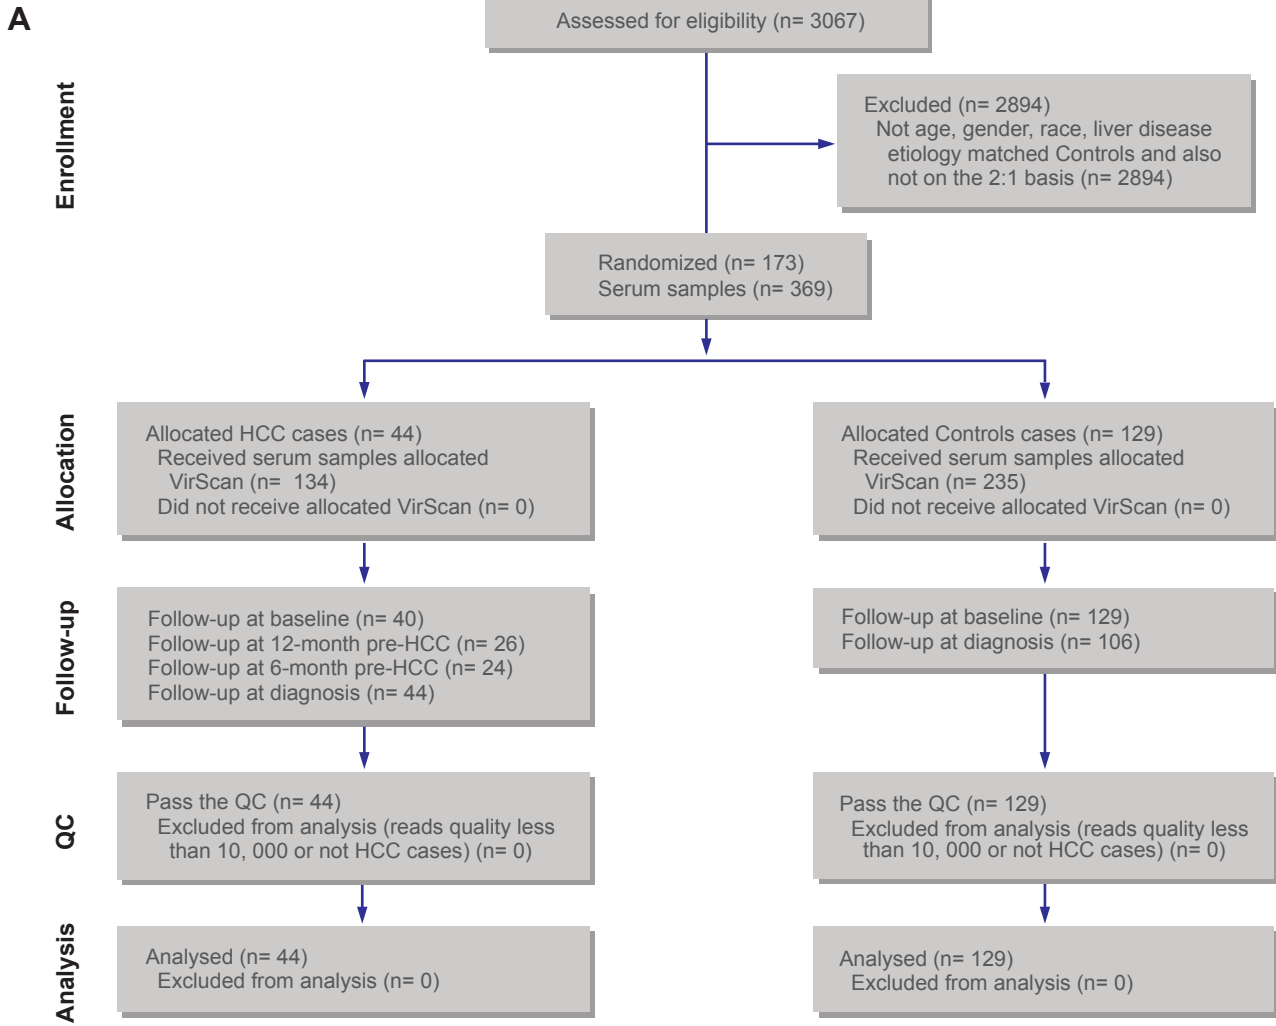 A
Assessed for eligibility (n= 3067)
Enrollment
Excluded (n= 2894)
Not age, gender, race, liver disease
etiology matched Controls and also
not on the 2:1 basis (n= 2894)
Randomized (n= 173)
Serum samples (n= 369)
Allocation
Allocated HCC cases (n= 44)
Received serum samples allocated
VirScan (n=  134)
Did not receive allocated VirScan (n= 0)
Allocated Controls cases (n= 129)
Received serum samples allocated
VirScan (n= 235)
Did not receive allocated VirScan (n= 0)
Follow-up
Follow-up at baseline (n= 40)
Follow-up at 12-month pre-HCC (n= 26)
Follow-up at 6-month pre-HCC (n= 24)
Follow-up at diagnosis (n= 44)
Follow-up at baseline (n= 129)
Follow-up at diagnosis (n= 106)
QC
Pass the QC (n= 44)
Excluded from analysis (reads quality less
than 10, 000 or not HCC cases) (n= 0)
Pass the QC (n= 129)
Excluded from analysis (reads quality less
than 10, 000 or not HCC cases) (n= 0)
Analysis
Analysed (n= 44)
Excluded from analysis (n= 0)
Analysed (n= 129)
Excluded from analysis (n= 0)